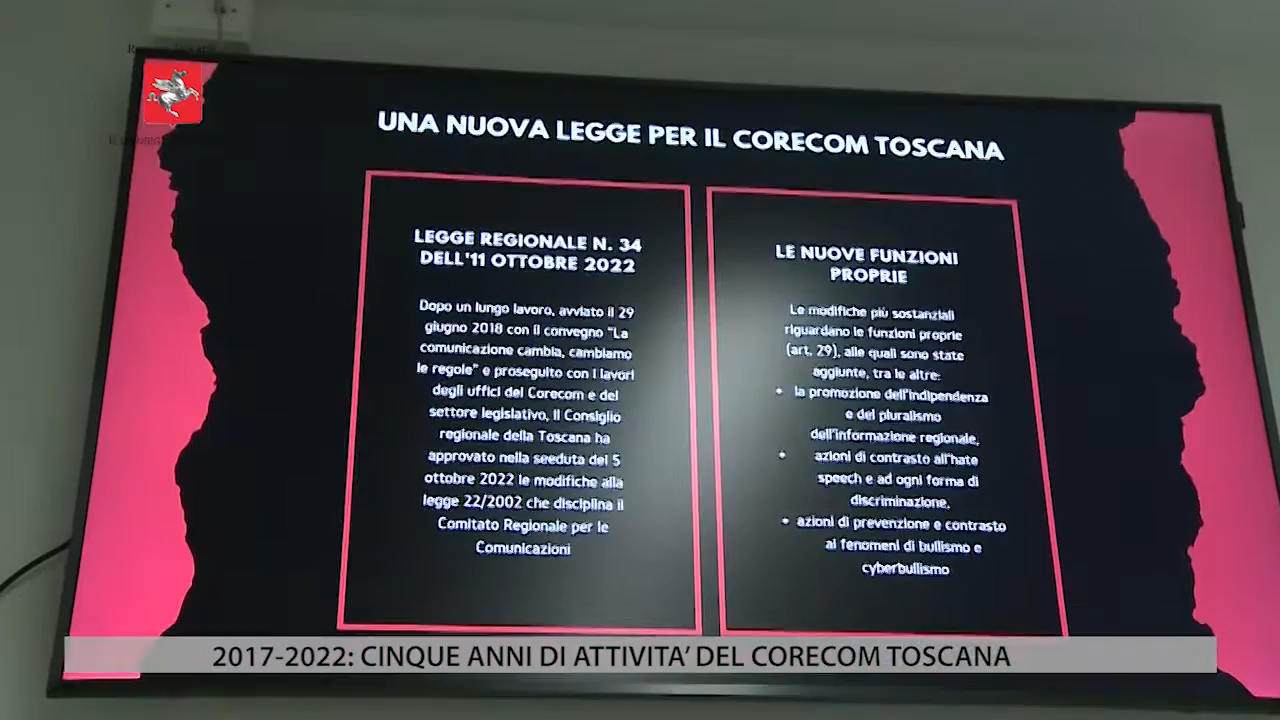 UNA NUOVA LEGGE PER IL CORECOM TOSCANA
LEGGE REGIONALE N. 34
DELL'11 OTTOBRE 2022
Dopo un lungo lavoro, avviato il 29
giugno 2018 con il convegno "La
comunicazione cambia, cambiamo
le regole" e proseguito con i lavori
degli uffici del Corecom e del
settore legislativo, il Consiglio
regionale della Toscana ha
approvato nella seeduta del 5
ottobre 2022 le modifiche alla
legge 22/2002 che disciplina il
Comitato Regionale per le
Comunicazioni
LE NUOVE FUNZIONI
PROPRIE
Le modifiche più sostanziali
riguardano le funzioni proprie
(art. 29), alle quali sono state
aggiunte, tra le altre:
• la promozione dell'indipendenza
e del pluralismo
dell'informazione regionale,
• azioni di contrasto all'hate
speech e ad ogni forma di
discriminazione,
• azioni di prevenzione e contrasto
ai fenomeni di bullismo e
cyberbullismo
2017-2022: CINQUE ANNI DI ATTIVITA' DEL CORECOM TOSCANA